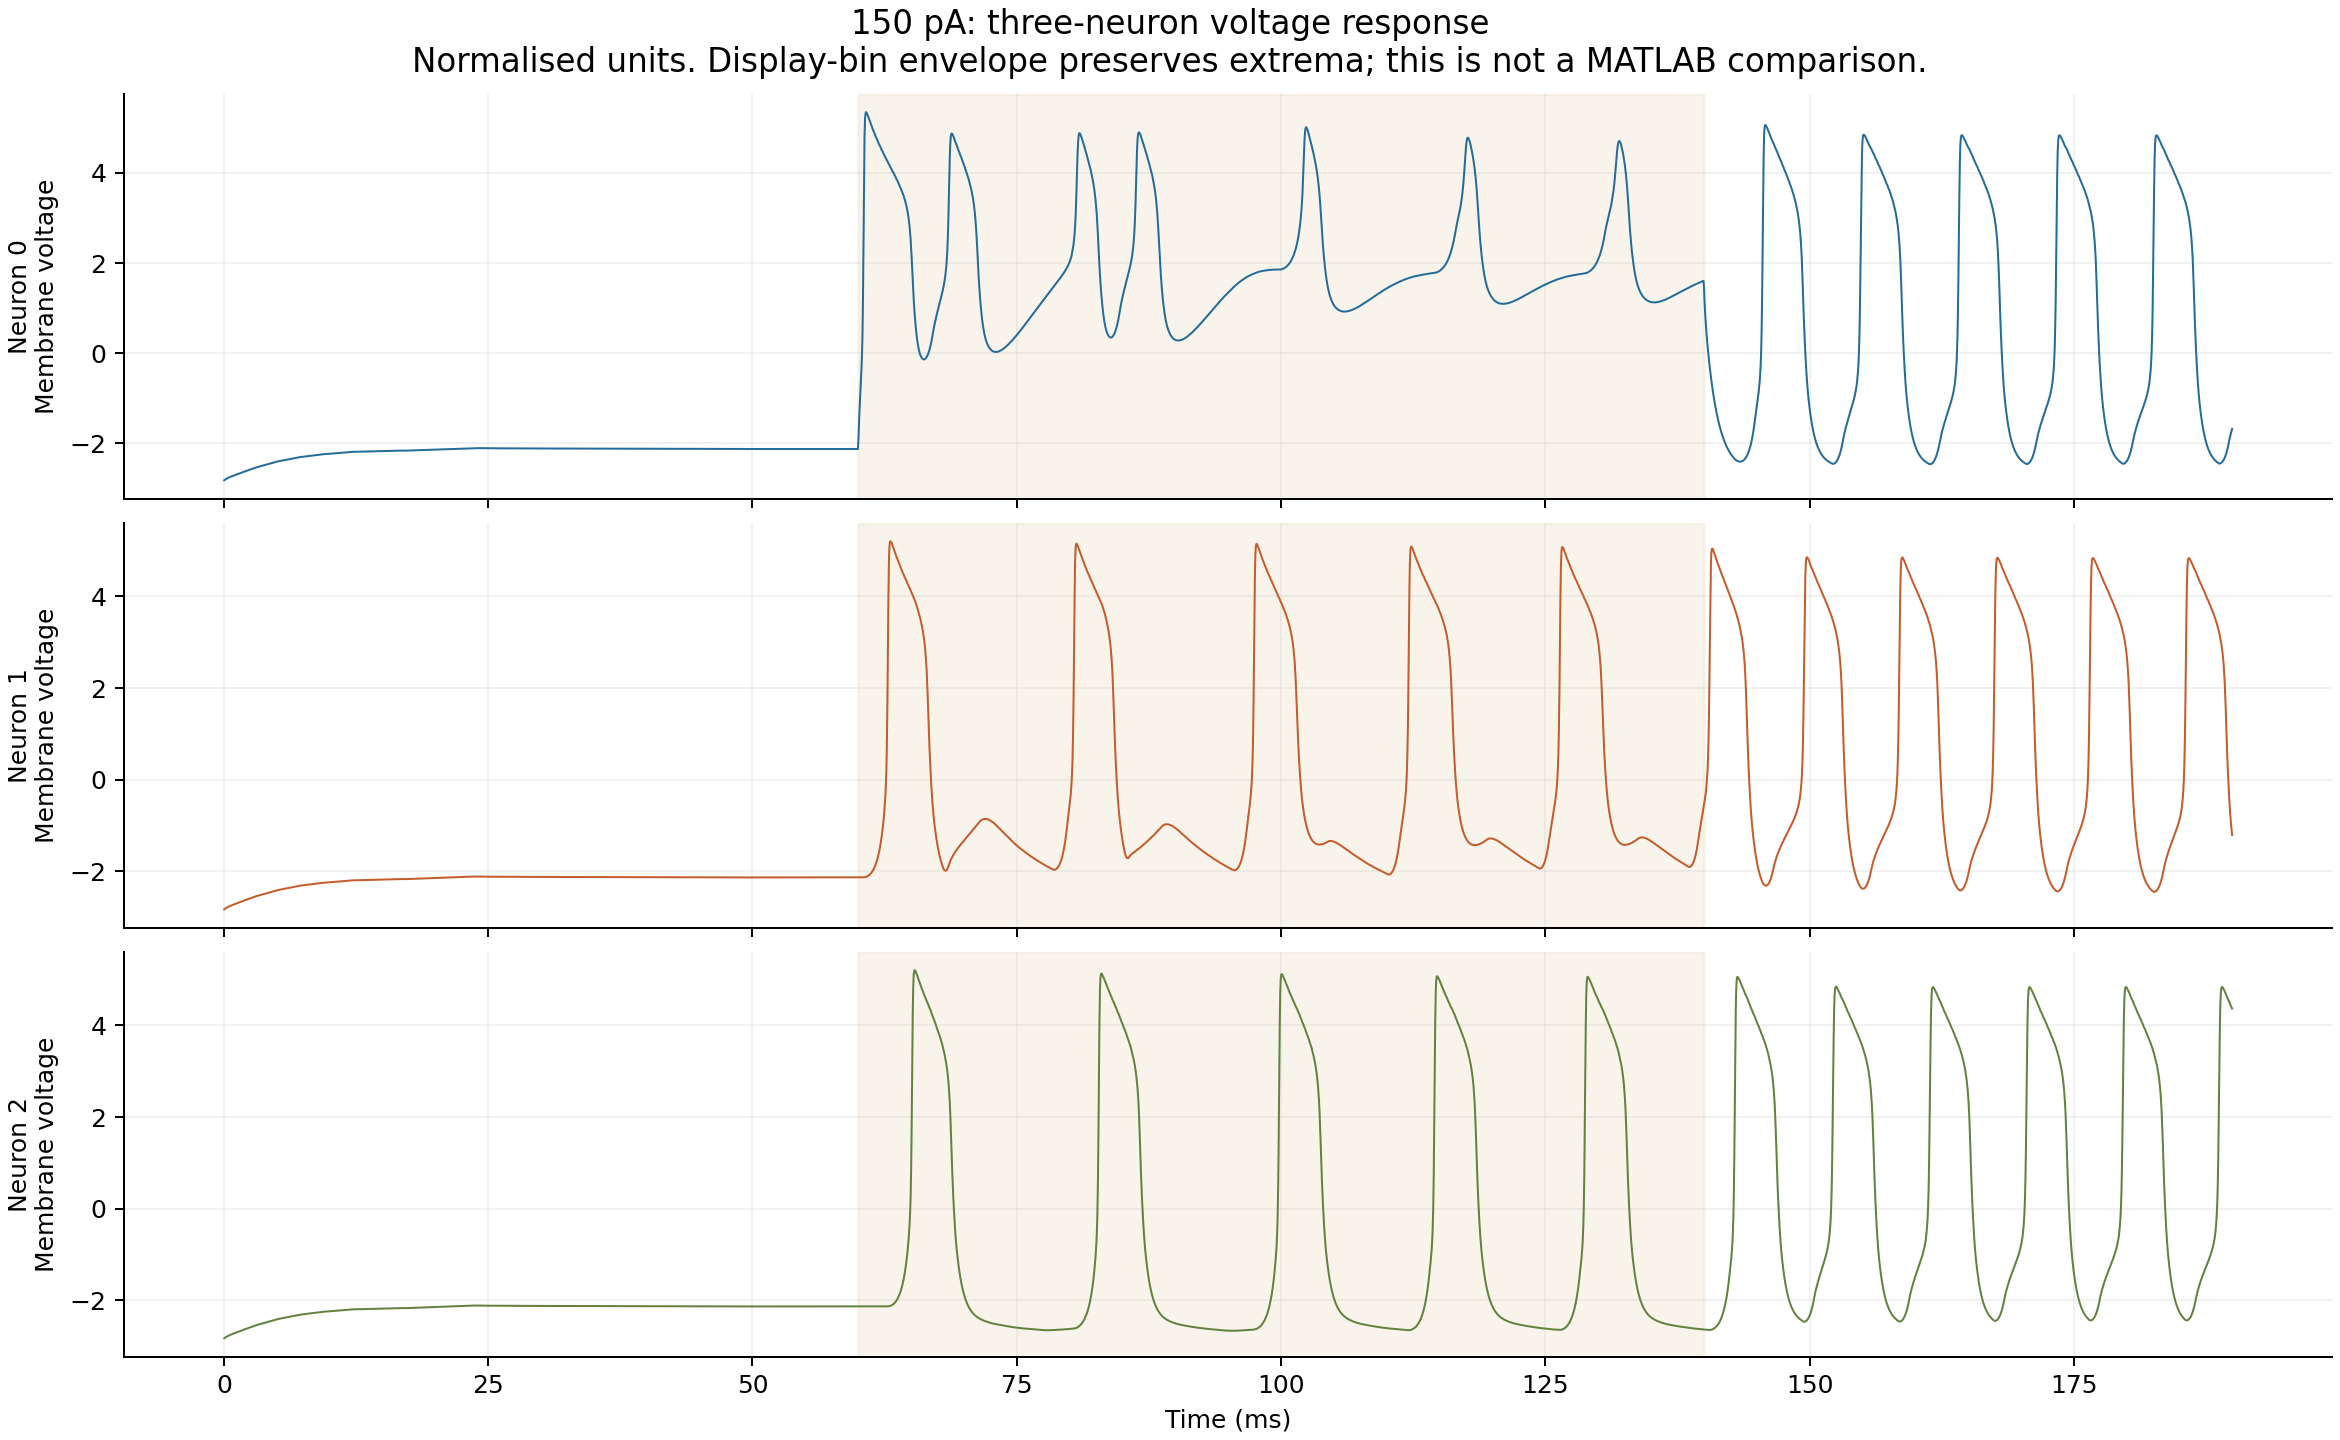 150 pA: three-neuron voltage response
Normalised units. Display-bin envelope preserves extrema; this is not a MATLAB comparison.
Neuron 0
Membrane voltage
4
2
0
−2
Neuron 1
Membrane voltage
4
2
0
−2
Neuron 2
Membrane voltage
4
2
0
−2
0 25 50 75 100 125 150 175
Time (ms)